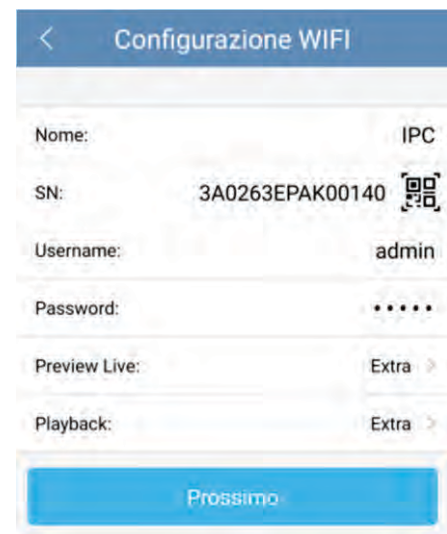 Configurazione WIFI
Nome: IPC
SN: 3A0263EPAK00140
Username: admin
Password: •••••
Preview Live: Extra >
Playback: Extra >
Prossimo